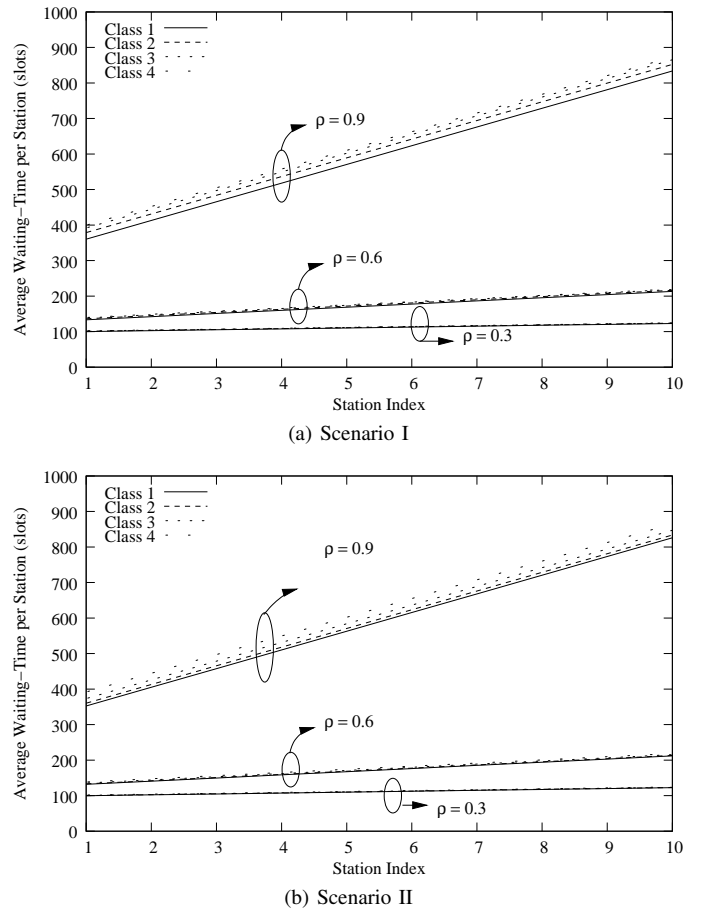 1000
900
800
700
600
500
400
300
200
100
0
Average Waiting−Time per Station (slots)
Class 1
Class 2
Class 3
Class 4
ρ = 0.9
ρ = 0.6
ρ = 0.3
1 2 3 4 5 6 7 8 9 10
Station Index
(a) Scenario I
1000
900
800
700
600
500
400
300
200
100
0
Average Waiting−Time per Station (slots)
Class 1
Class 2
Class 3
Class 4
ρ = 0.9
ρ = 0.6
ρ = 0.3
1 2 3 4 5 6 7 8 9 10
Station Index
(b) Scenario II